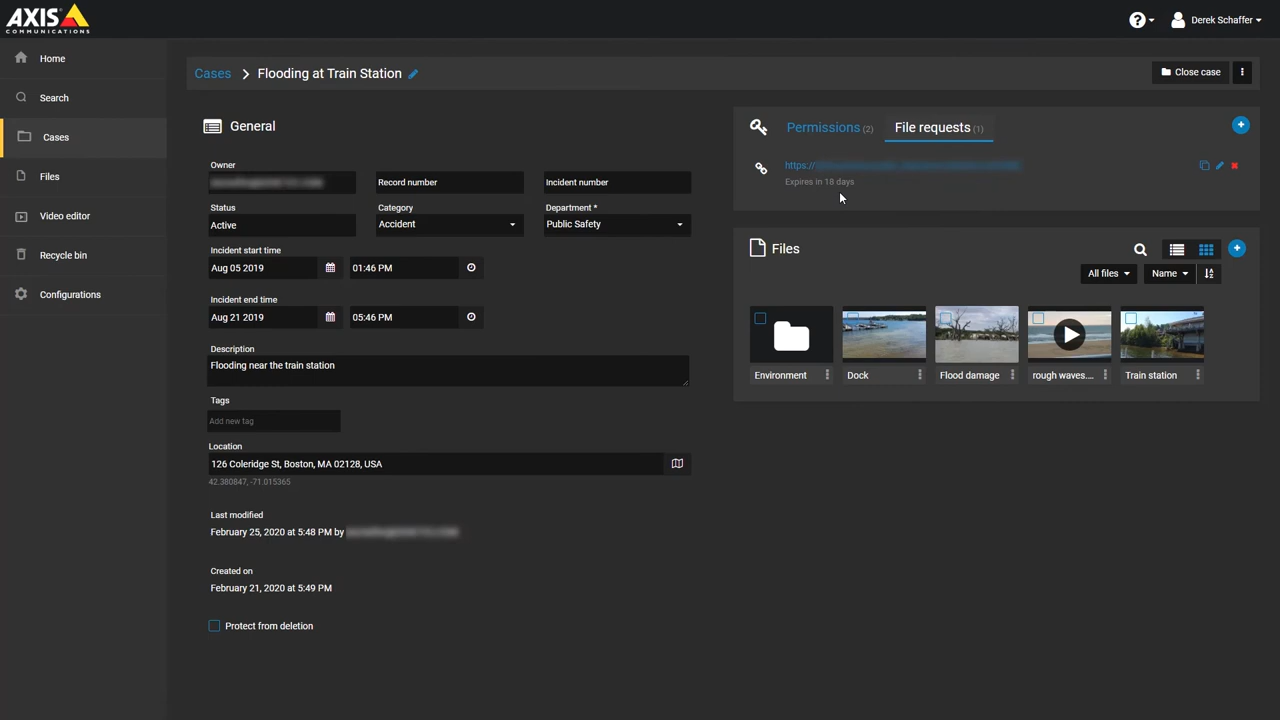 AXIS
COMMUNICATIONS
Derek Schaffer
Home
Search
Cases
Files
Video editor
Recycle bin
Configurations
Cases > Flooding at Train Station
Close case
General
Owner
Record number
Incident number
Status
Active
Category
Accident
Department *
Public Safety
Incident start time
Aug 05 2019
01:46 PM
Incident end time
Aug 21 2019
05:46 PM
Description
Flooding near the train station
Tags
Add new tag
Location
126 Coleridge St, Boston, MA 02128, USA
42.380847, -71.015365
Last modified
February 25, 2020 at 5:48 PM by
Created on
February 21, 2020 at 5:49 PM
Protect from deletion
Permissions (2)
File requests (1)
https://
Expires in 18 days
Files
All files
Name
Environment
Dock
Flood damage
rough waves....
Train station